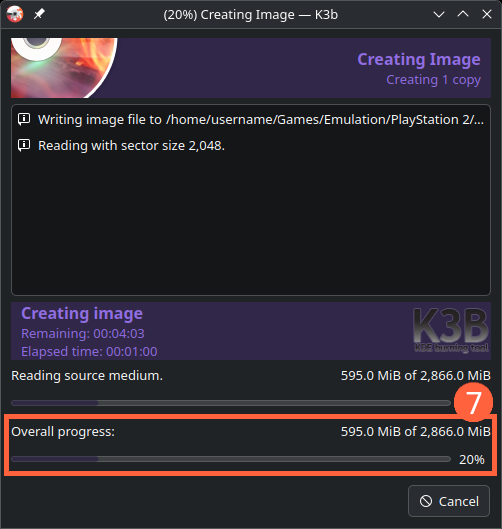 (20%) Creating Image — K3b
Creating Image
Creating 1 copy
Writing image file to /home/username/Games/Emulation/PlayStation 2/...
Reading with sector size 2,048.
Creating image
Remaining: 00:04:03
Elapsed time: 00:01:00
K3B
KDE burning tool
Reading source medium. 595.0 MiB of 2,866.0 MiB
7
Overall progress: 595.0 MiB of 2,866.0 MiB
20%
Cancel